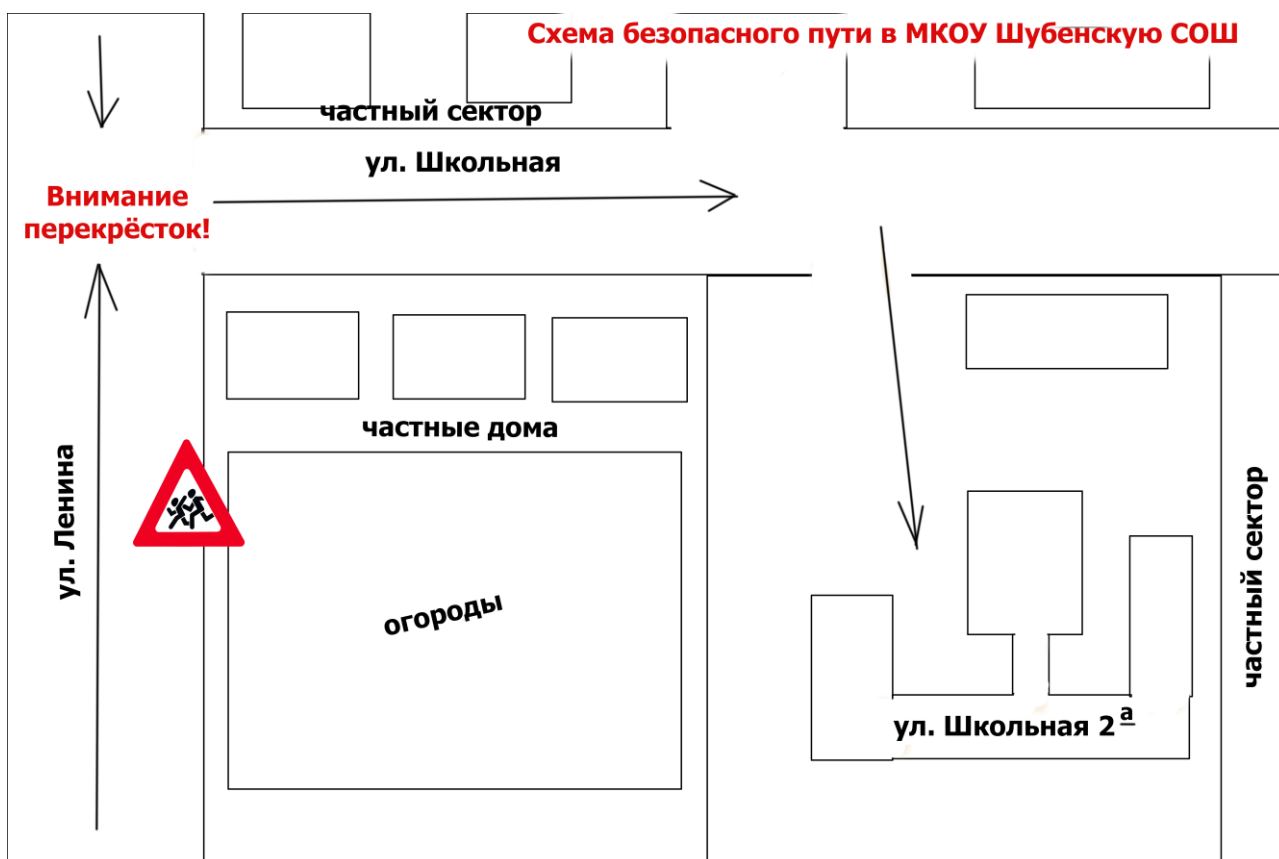 Схема безопасного пути в МКОУ Шубенскую СОШ
частный сектор
ул. Школьная
Внимание
перекрёсток!
частные дома
ул. Ленина
огороды
частный сектор
ул. Школьная 2а